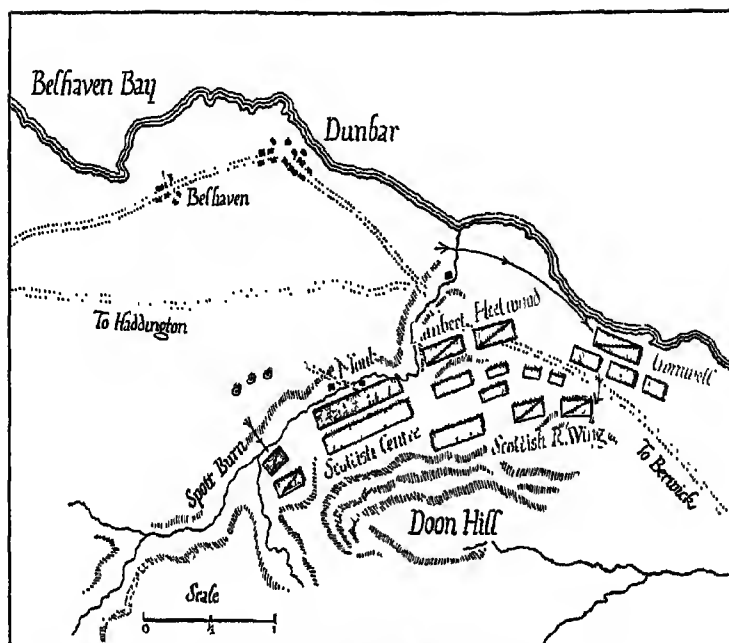 Belhaven Bay
Dunbar
Belhaven
To Haddington
Lambert
Fleetwood
Monk
Cromwell
Scottish Centre
Scottish R. Wing
Spott Burn
To Berwick
Doon Hill
Scale
0 ½ 1